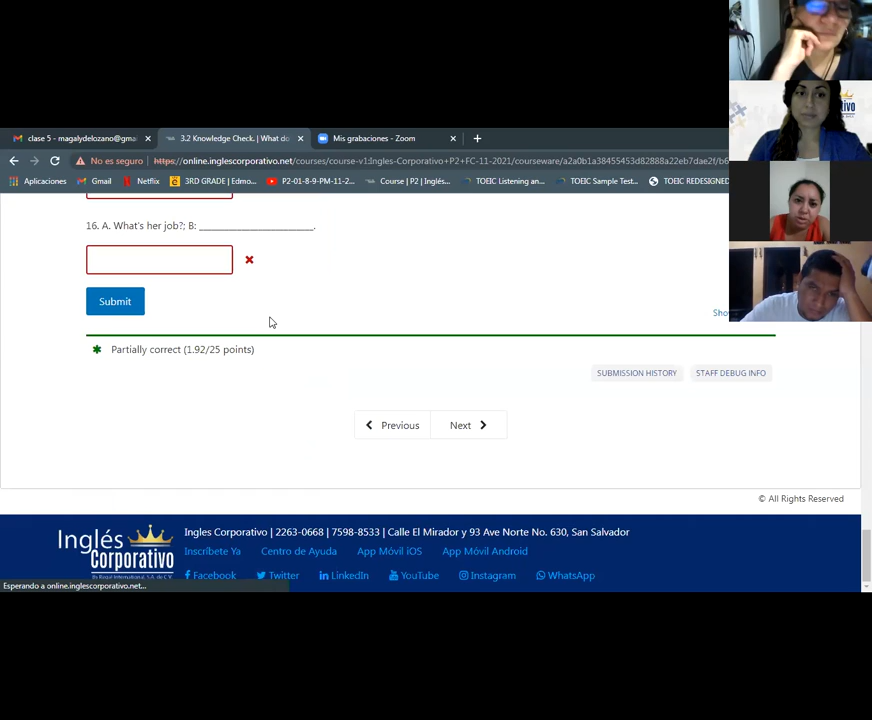 clase 5 - magalydelozano@gma
3.2 Knowledge Check. | What do
Mis grabaciones - Zoom
No es seguro
https://online.inglescorporativo.net/courses/course-v1:Ingles-Corporativo+P2+FC-11-2021/courseware/a2a0b1a38455453d82888a22eb7dae2f/b6
Aplicaciones
Gmail
Netflix
3RD GRADE | Edmo...
P2-01-8-9-PM-11-2...
Course | P2 | Inglés...
TOEIC Listening an...
TOEIC Sample Test...
TOEIC REDESIGNED
16. A. What's her job?; B: ______________________.
Submit
Partially correct (1.92/25 points)
SUBMISSION HISTORY
STAFF DEBUG INFO
Previous
Next
© All Rights Reserved
Inglés
Corporativo
Ingles Corporativo | 2263-0668 | 7598-8533 | Calle El Mirador y 93 Ave Norte No. 630, San Salvador
Inscríbete Ya
Centro de Ayuda
App Móvil iOS
App Móvil Android
Facebook
Twitter
LinkedIn
YouTube
Instagram
WhatsApp
Esperando a online.inglescorporativo.net...